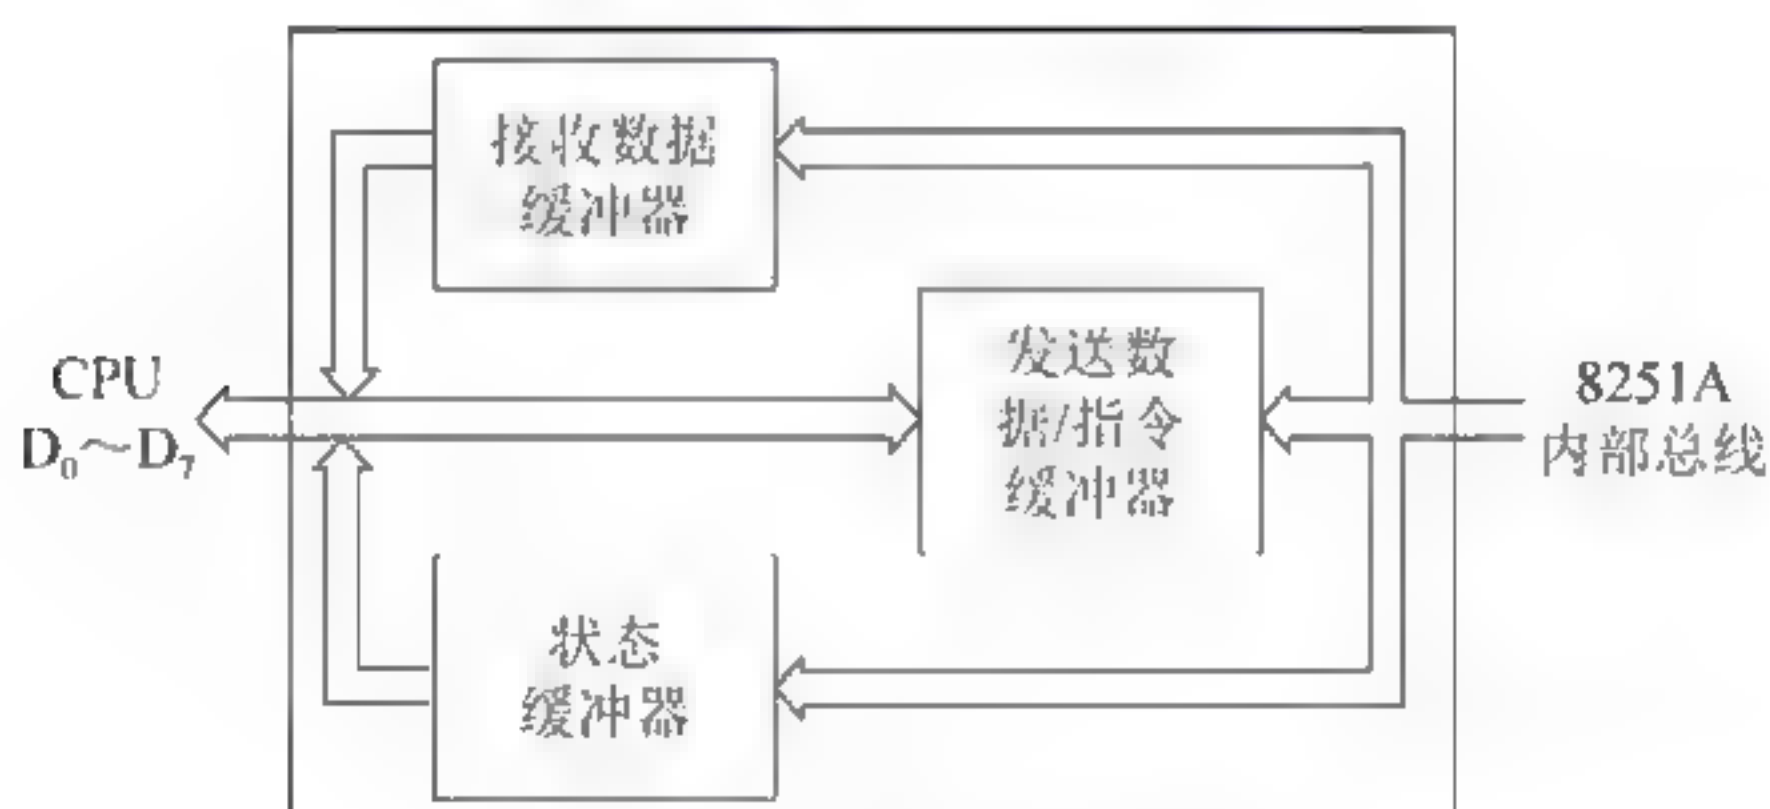 接收数据
缓冲器
发送数
据/指令
缓冲器
CPU
D₀～D₇
8251A
内部总线
状态
缓冲器